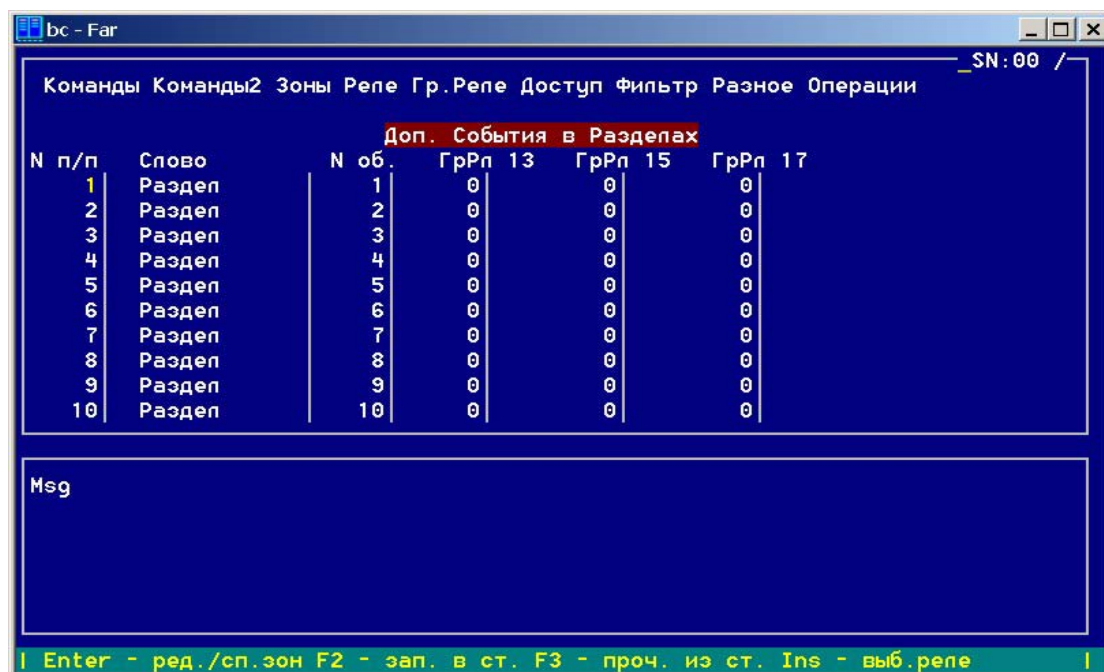 bc - Far
_SN:00 /
Команды Команды2 Зоны Реле Гр.Реле Доступ Фильтр Разное Операции
Доп. События в Разделах
N п/п Слово N об. ГрРл 13 ГрРл 15 ГрРл 17
1 Раздел 1 0 0 0
2 Раздел 2 0 0 0
3 Раздел 3 0 0 0
4 Раздел 4 0 0 0
5 Раздел 5 0 0 0
6 Раздел 6 0 0 0
7 Раздел 7 0 0 0
8 Раздел 8 0 0 0
9 Раздел 9 0 0 0
10 Раздел 10 0 0 0
Msg
| Enter - ред./сп.зон F2 - зап. в ст. F3 - проч. из ст. Ins - выб.реле |